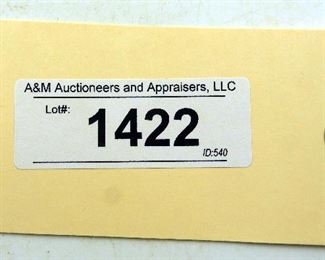 A&M Auctioneers and Appraisers, LLC
Lot#:
1422
ID:540